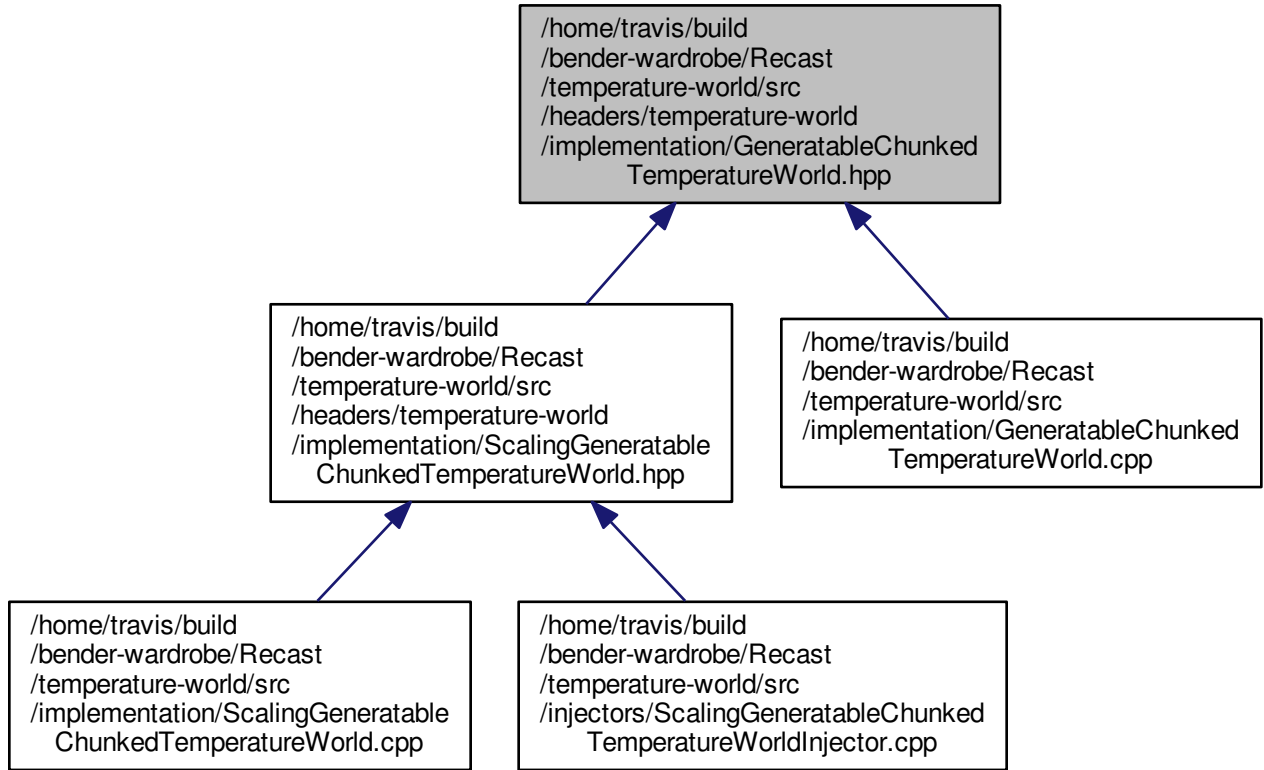 /home/travis/build
/bender-wardrobe/Recast
/temperature-world/src
/headers/temperature-world
/implementation/GeneratableChunked
TemperatureWorld.hpp
/home/travis/build
/bender-wardrobe/Recast
/temperature-world/src
/headers/temperature-world
/implementation/ScalingGeneratable
ChunkedTemperatureWorld.hpp
/home/travis/build
/bender-wardrobe/Recast
/temperature-world/src
/implementation/GeneratableChunked
TemperatureWorld.cpp
/home/travis/build
/bender-wardrobe/Recast
/temperature-world/src
/implementation/ScalingGeneratable
ChunkedTemperatureWorld.cpp
/home/travis/build
/bender-wardrobe/Recast
/temperature-world/src
/injectors/ScalingGeneratableChunked
TemperatureWorldInjector.cpp